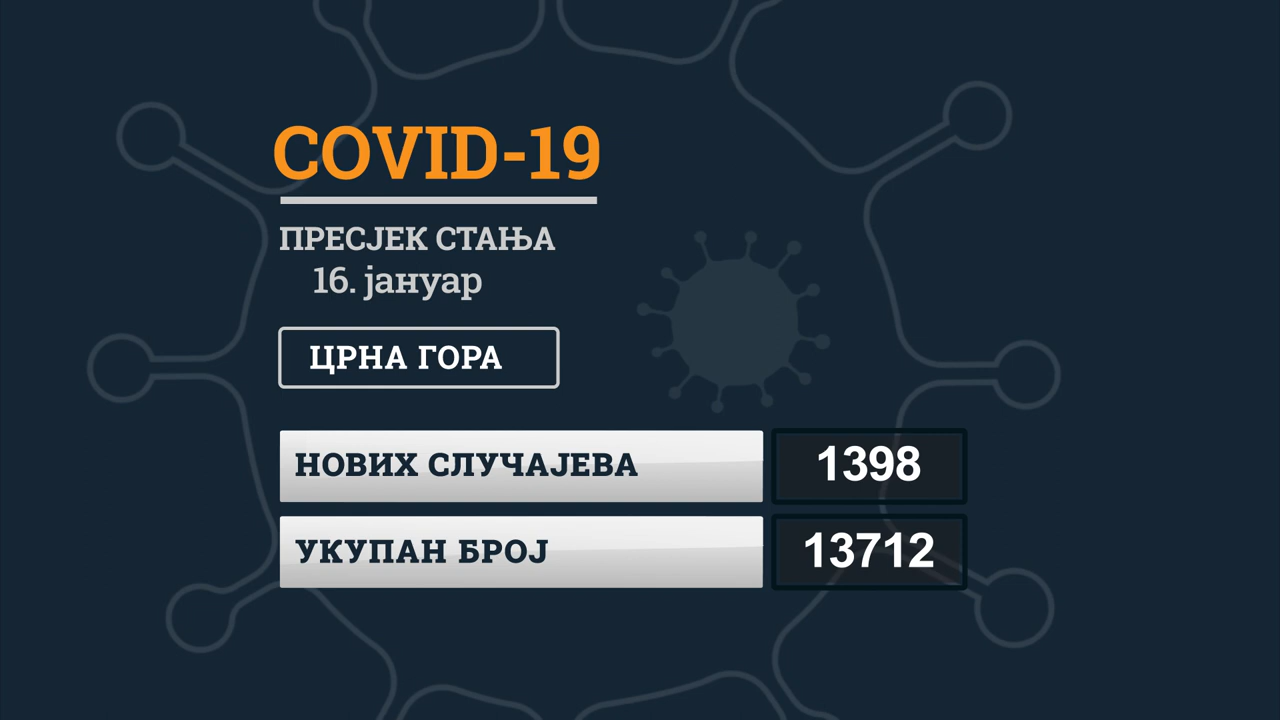 COVID-19
ПРЕСЈЕК СТАЊА
16. јануар
ЦРНА ГОРА
НОВИХ СЛУЧАЈЕВА 1398
УКУПАН БРОЈ 13712